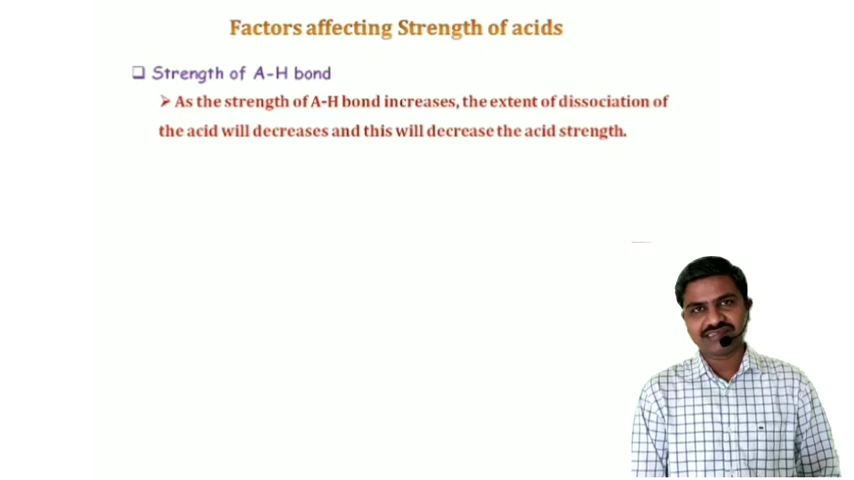 Factors affecting Strength of acids
❑ Strength of A-H bond
➢ As the strength of A-H bond increases, the extent of dissociation of
the acid will decreases and this will decrease the acid strength.